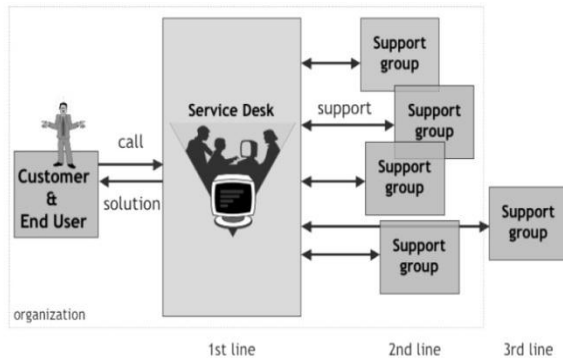 Support
group
Service Desk
support
Support
group
call
Customer
&
End User
solution
Support
group
Support
group
Support
group
organization
1st line
2nd line
3rd line